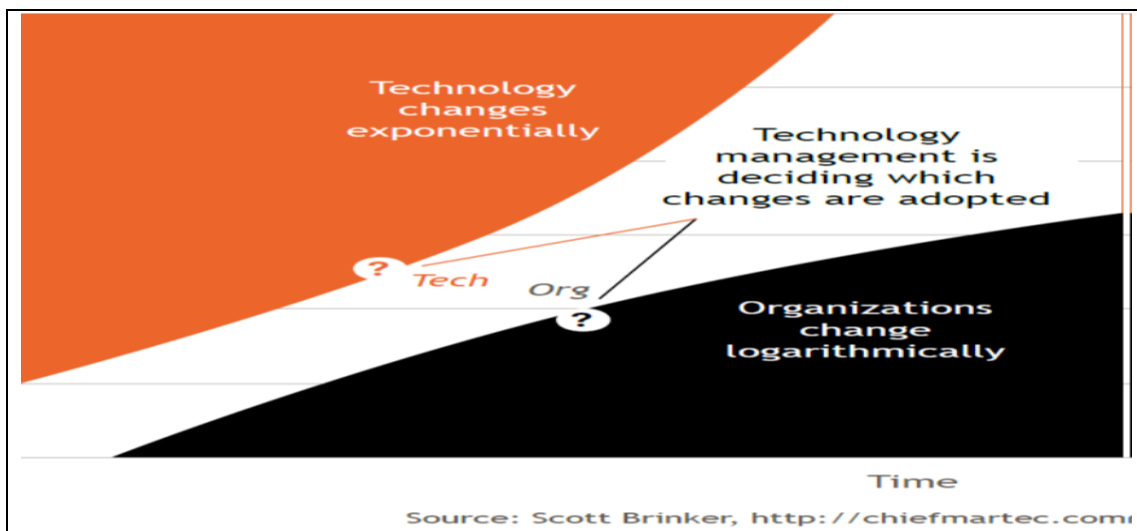 Technology
changes
exponentially
Technology
management is
deciding which
changes are adopted
?
Tech
Org
?
Organizations
change
logarithmically
Time
Source: Scott Brinker, http://chiefmartec.com